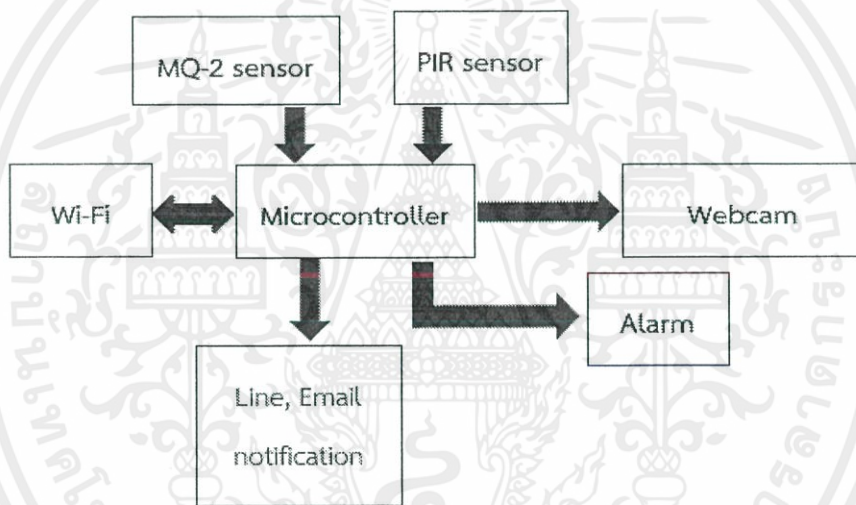 MQ-2 sensor
PIR sensor
Wi-Fi
Microcontroller
Webcam
Alarm
Line, Email
notification